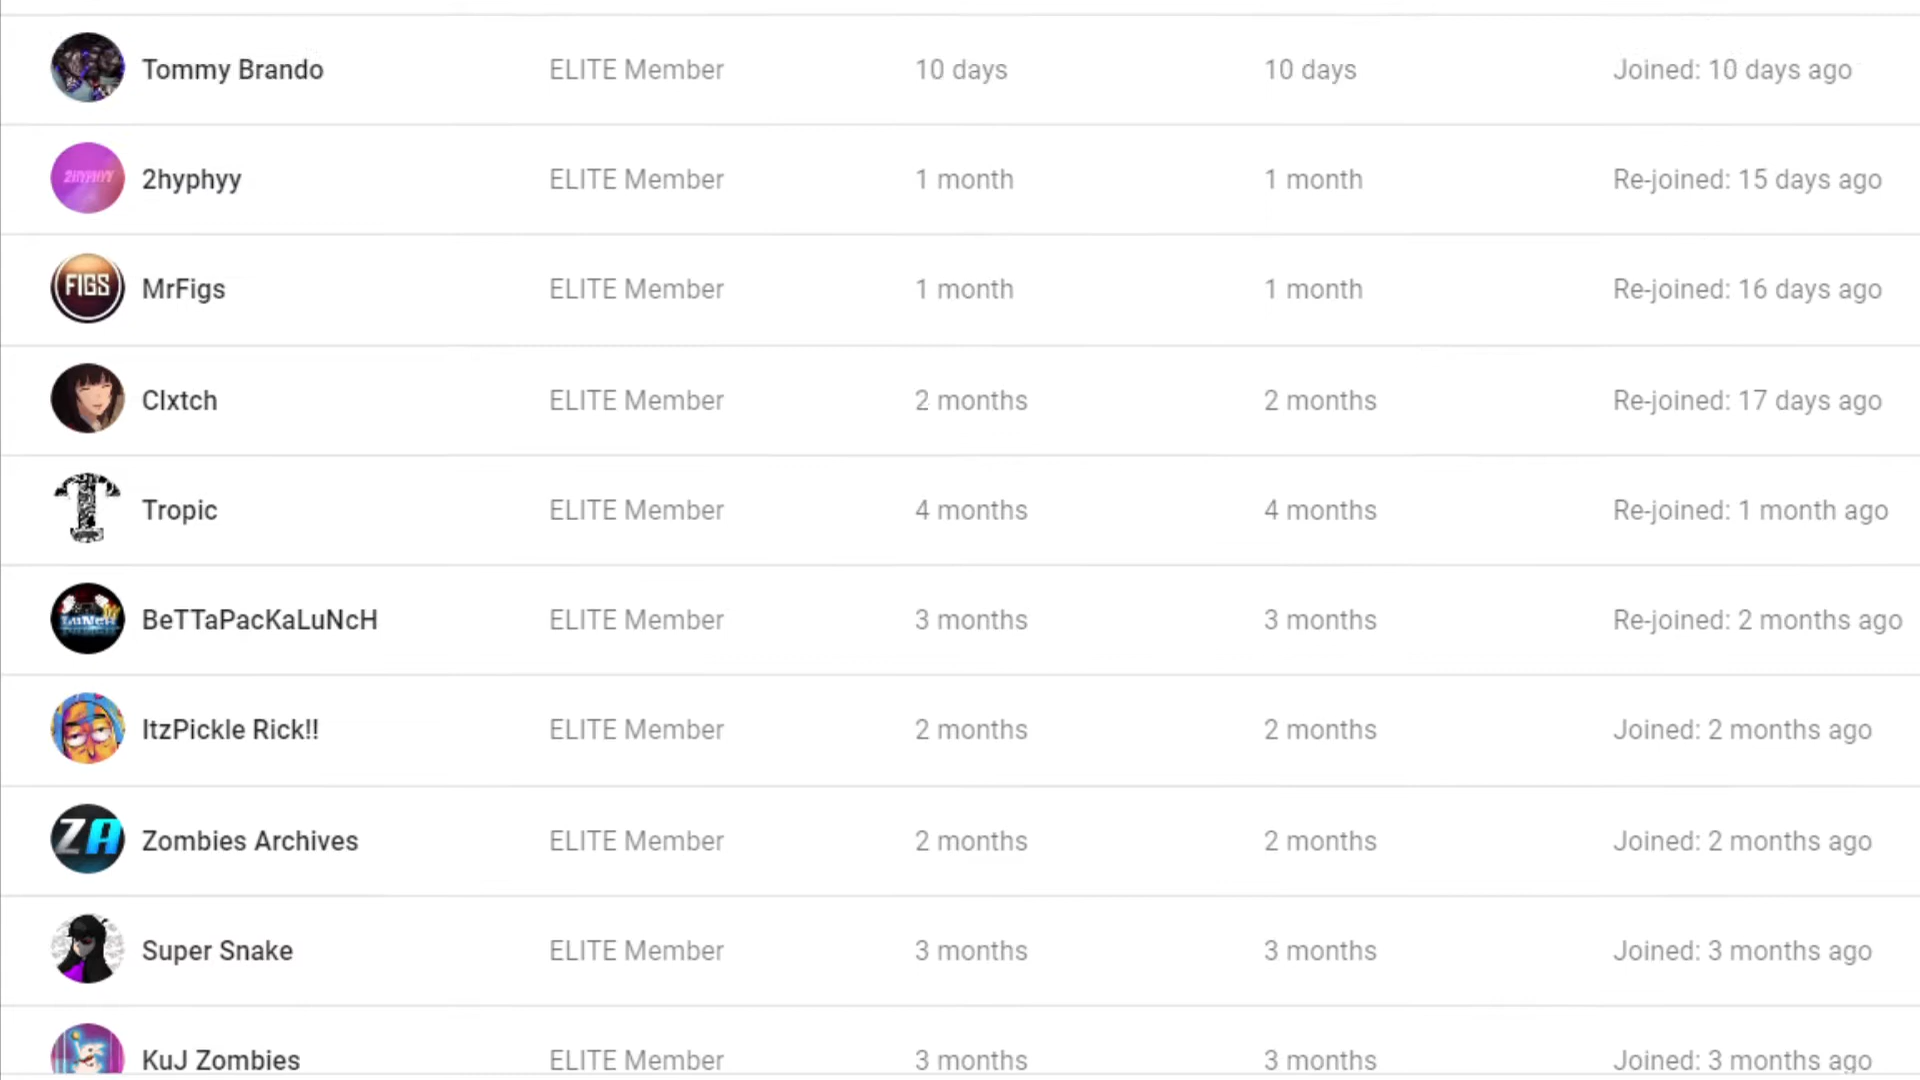 Tommy Brando ELITE Member 10 days 10 days Joined: 10 days ago
2HYPHYY
2hyphyy ELITE Member 1 month 1 month Re-joined: 15 days ago
FIGS
MrFigs ELITE Member 1 month 1 month Re-joined: 16 days ago
Clxtch ELITE Member 2 months 2 months Re-joined: 17 days ago
T
Tropic ELITE Member 4 months 4 months Re-joined: 1 month ago
LuNcH
BeTTaPacKaLuNcH ELITE Member 3 months 3 months Re-joined: 2 months ago
ItzPickle Rick!! ELITE Member 2 months 2 months Joined: 2 months ago
ZA
Zombies Archives ELITE Member 2 months 2 months Joined: 2 months ago
Super Snake ELITE Member 3 months 3 months Joined: 3 months ago
KuJ Zombies ELITE Member 3 months 3 months Joined: 3 months ago